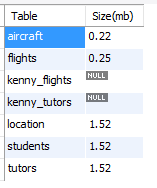 Table Size(mb)
aircraft 0.22
flights 0.25
kenny_flights NULL
kenny_tutors NULL
location 1.52
students 1.52
tutors 1.52